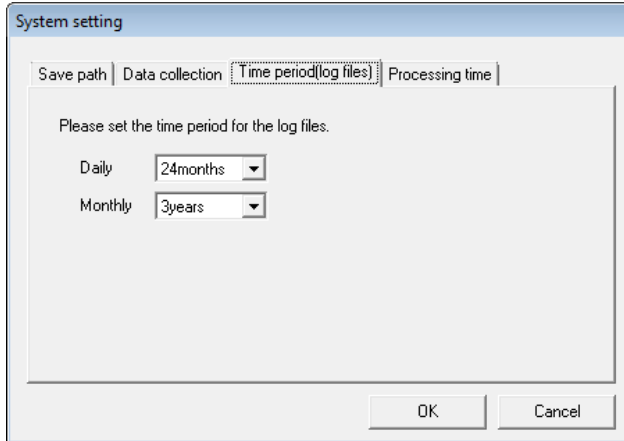 System setting
Save path Data collection Time period(log files) Processing time
Please set the time period for the log files.
Daily 24months
Monthly 3years
OK Cancel